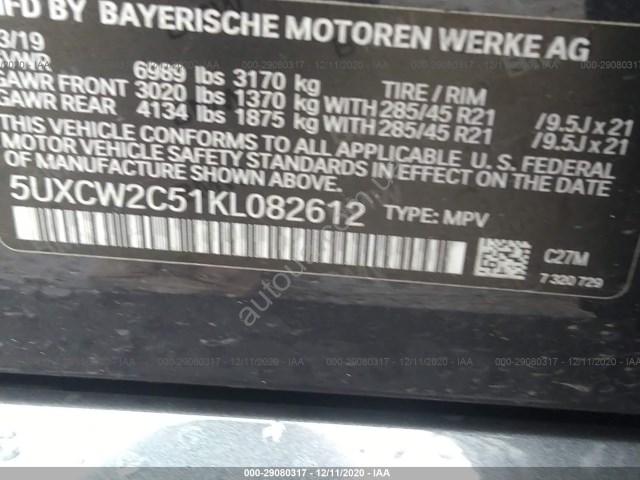 MFD BY BAYERISCHE MOTOREN WERKE AG
3/19
6989 lbs 3170 kg TIRE / RIM
GAWR FRONT 3020 lbs 1370 kg WITH 285/45 R21 /9.5J x 21
GAWR REAR 4134 lbs 1875 kg WITH 285/45 R21 /9.5J x 21
THIS VEHICLE CONFORMS TO ALL APPLICABLE U.S. FEDERAL
MOTOR VEHICLE SAFETY STANDARDS IN EFFECT ON THE DATE
OF MANUFACTURE SHOWN ABOVE.
5UXCW2C51KL082612 TYPE: MPV
C27M
7 320 729
000-29080317 - 12/11/2020 - IAA